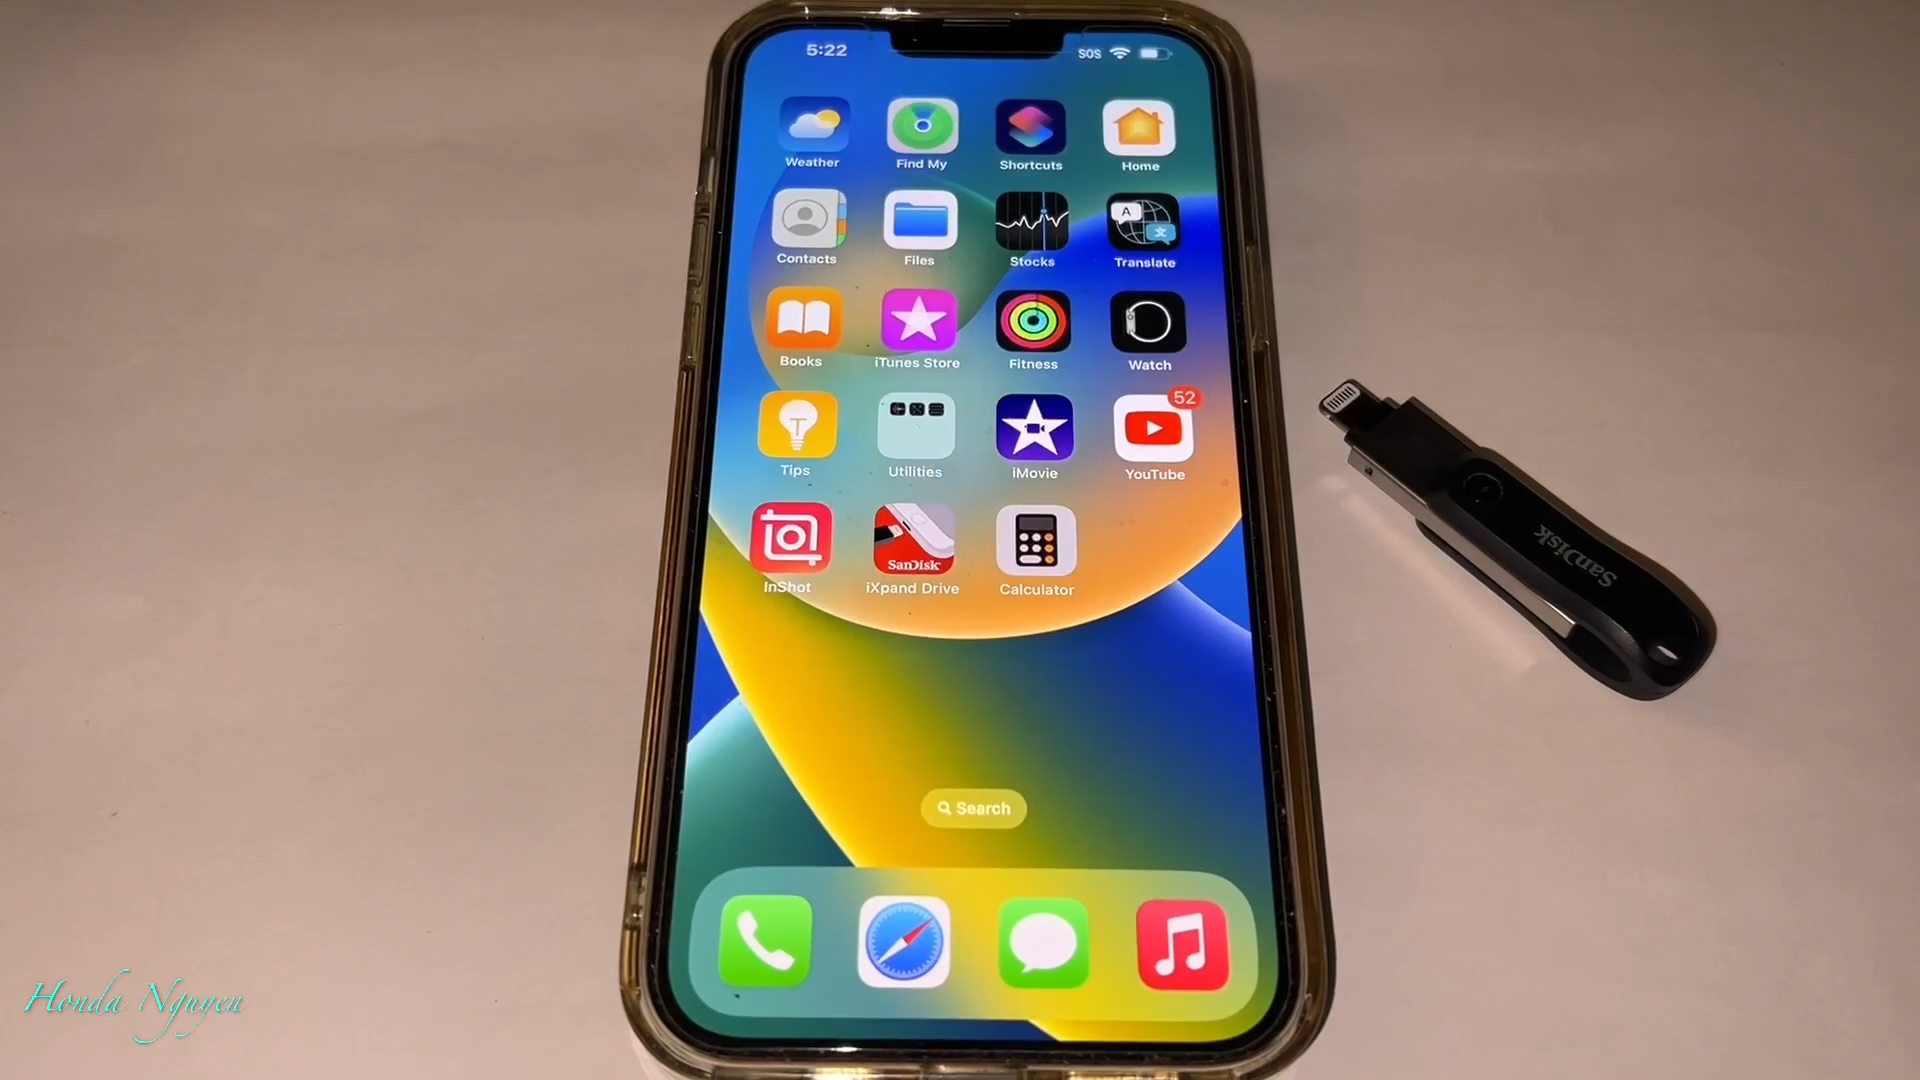 5:22 SOS
Weather Find My Shortcuts Home
A 文
Contacts Files Stocks Translate
Books iTunes Store Fitness Watch
52
T
Tips Utilities iMovie YouTube
SanDisk
InShot iXpand Drive Calculator
SanDisk
Search
Honda Nguyen